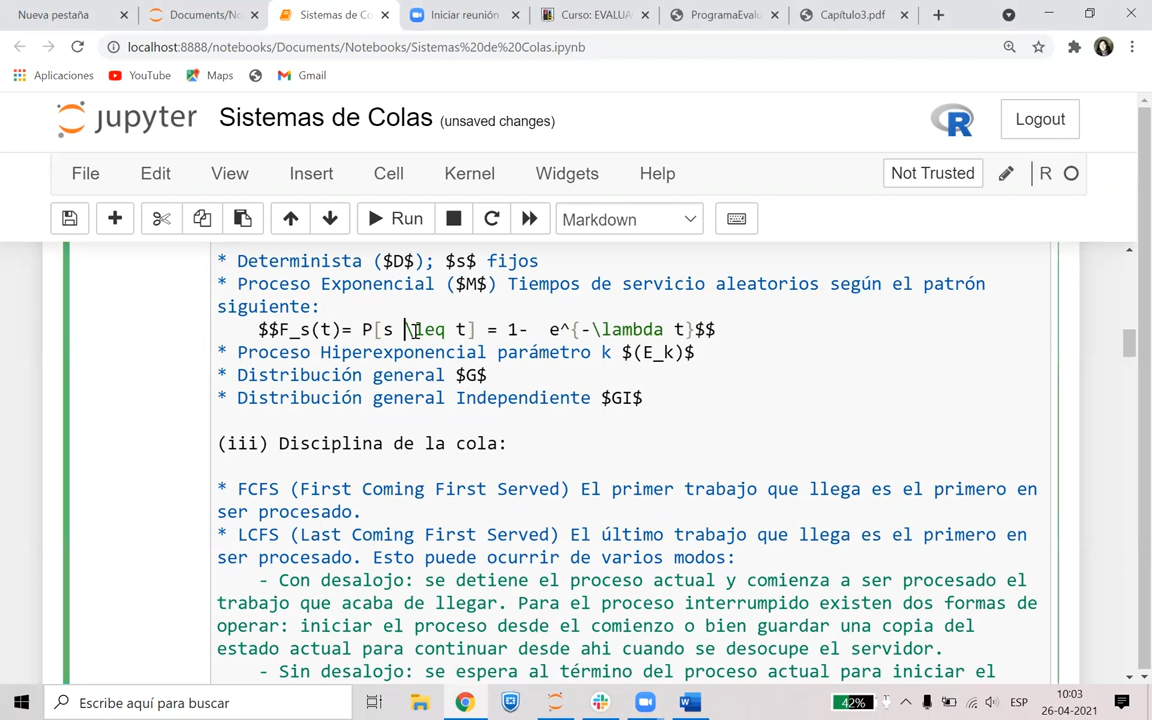 Nueva pestaña
Documents/No
Sistemas de Co
Iniciar reunión
Curso: EVALUA
ProgramaEvalu
Capítulo3.pdf
localhost:8888/notebooks/Documents/Notebooks/Sistemas%20de%20Colas.ipynb
Aplicaciones YouTube Maps Gmail
jupyter Sistemas de Colas (unsaved changes) R Logout
File Edit View Insert Cell Kernel Widgets Help Not Trusted R
Run Markdown
* Determinista ($D$); $s$ fijos
* Proceso Exponencial ($M$) Tiempos de servicio aleatorios según el patrón
siguiente:
$$F_s(t)= P[s \leq t] = 1- e^{-\lambda t}$$
* Proceso Hiperexponencial parámetro k $(E_k)$
* Distribución general $G$
* Distribución general Independiente $GI$
(iii) Disciplina de la cola:
* FCFS (First Coming First Served) El primer trabajo que llega es el primero en
ser procesado.
* LCFS (Last Coming First Served) El último trabajo que llega es el primero en
ser procesado. Esto puede ocurrir de varios modos:
- Con desalojo: se detiene el proceso actual y comienza a ser procesado el
trabajo que acaba de llegar. Para el proceso interrumpido existen dos formas de
operar: iniciar el proceso desde el comienzo o bien guardar una copia del
estado actual para continuar desde ahi cuando se desocupe el servidor.
- Sin desalojo: se espera al término del proceso actual para iniciar el
Escribe aquí para buscar
42%
ESP
10:03
26-04-2021